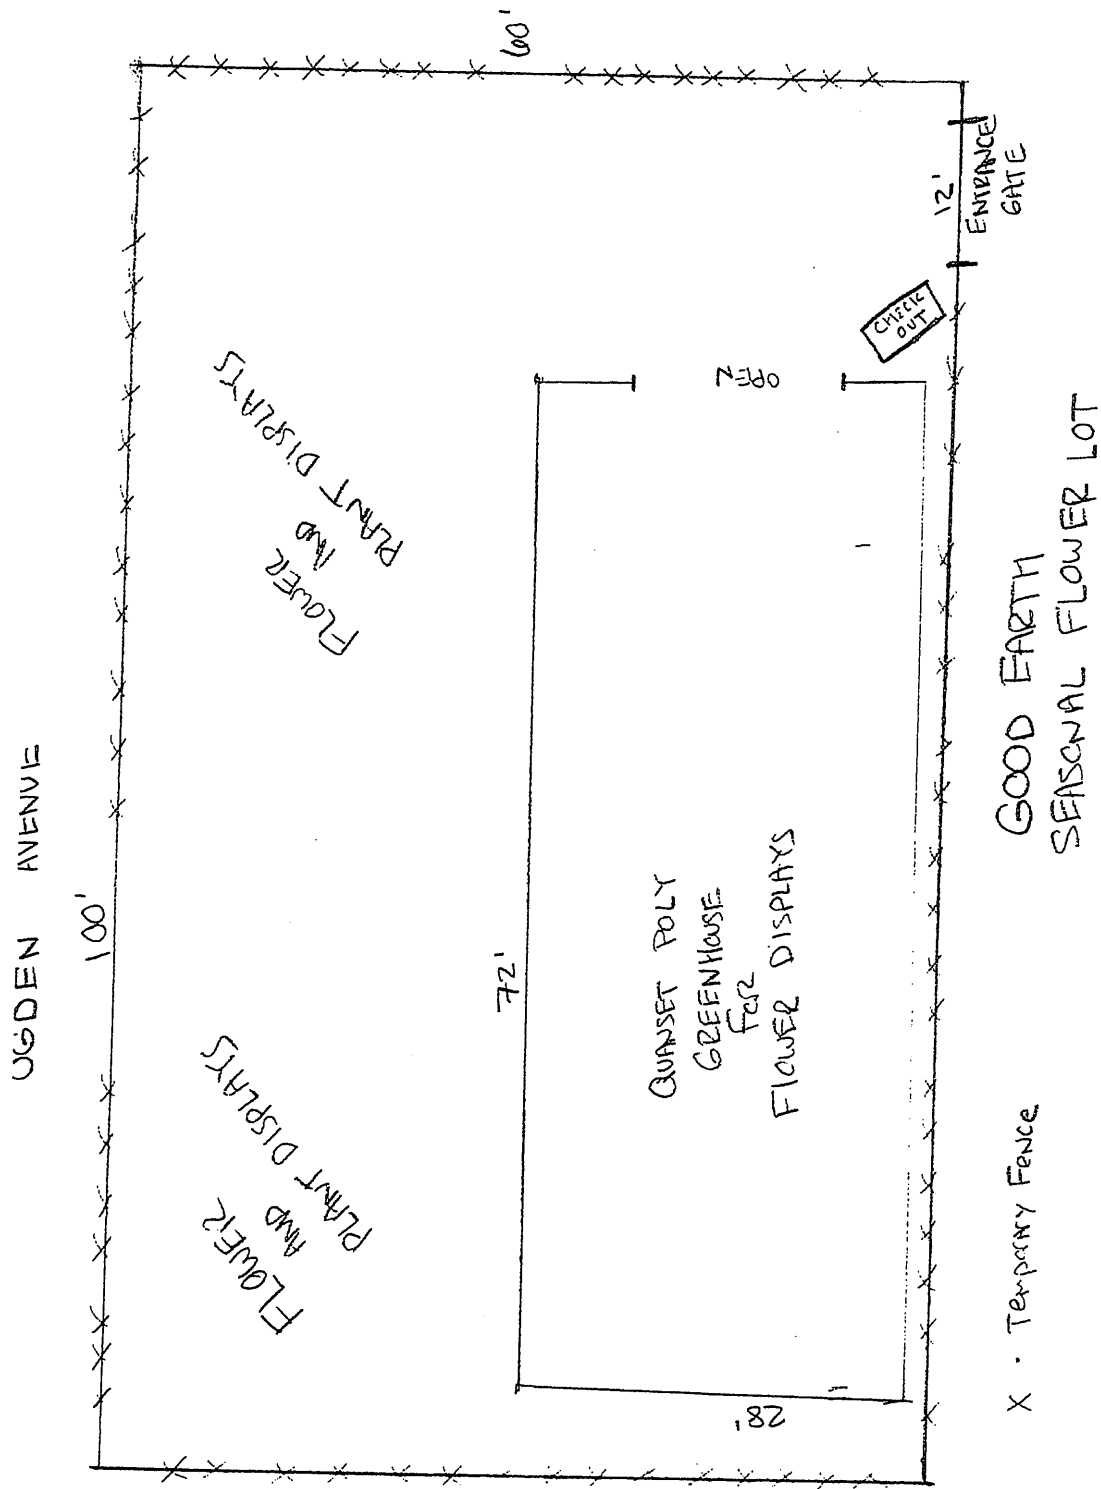 UGDEN AVENUE
100'
60'
FLOWER
AND
PLANT DISPLAYS
FLOWER
AND
PLANT DISPLAYS
72'
28'
QUANSET POLY
GREENHOUSE
FOR
FLOWER DISPLAYS
OPEN
CHECK
OUT
12'
ENTRANCE
GATE
X · Temporary Fence
GOOD EARTH
SEASONAL FLOWER LOT